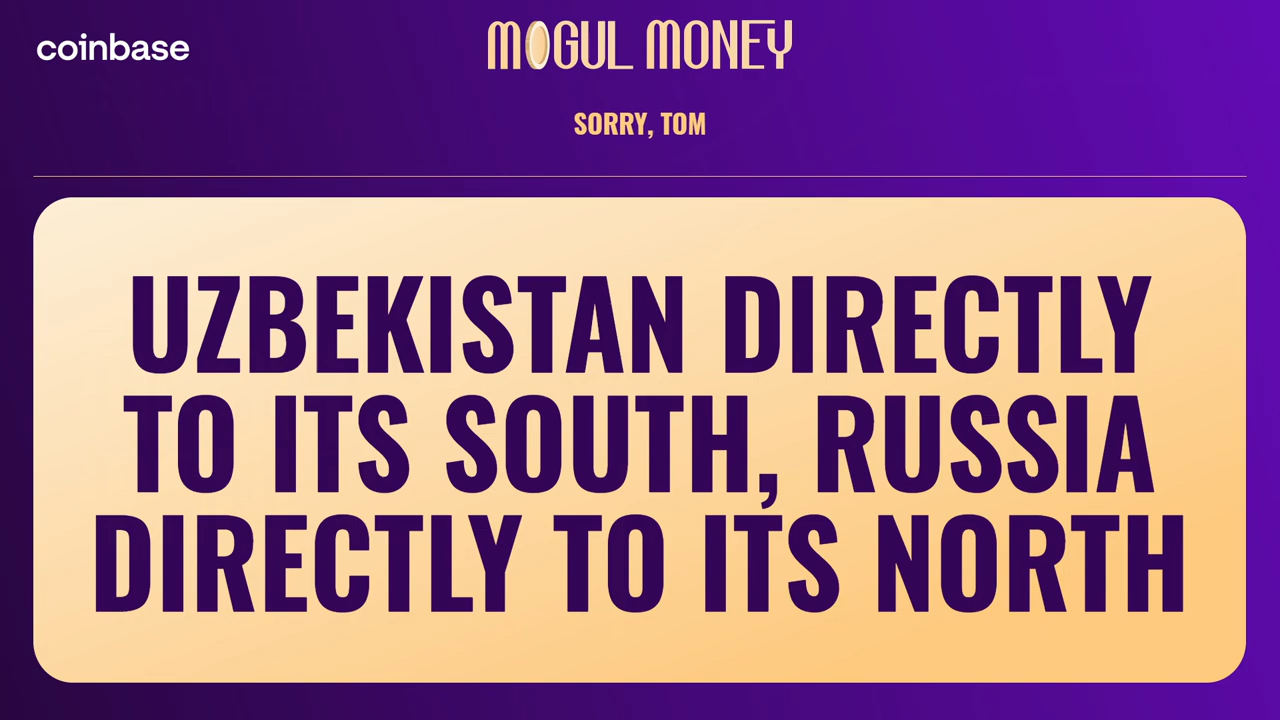 coinbase
MOGUL MONEY
SORRY, TOM
UZBEKISTAN DIRECTLY
TO ITS SOUTH, RUSSIA
DIRECTLY TO ITS NORTH